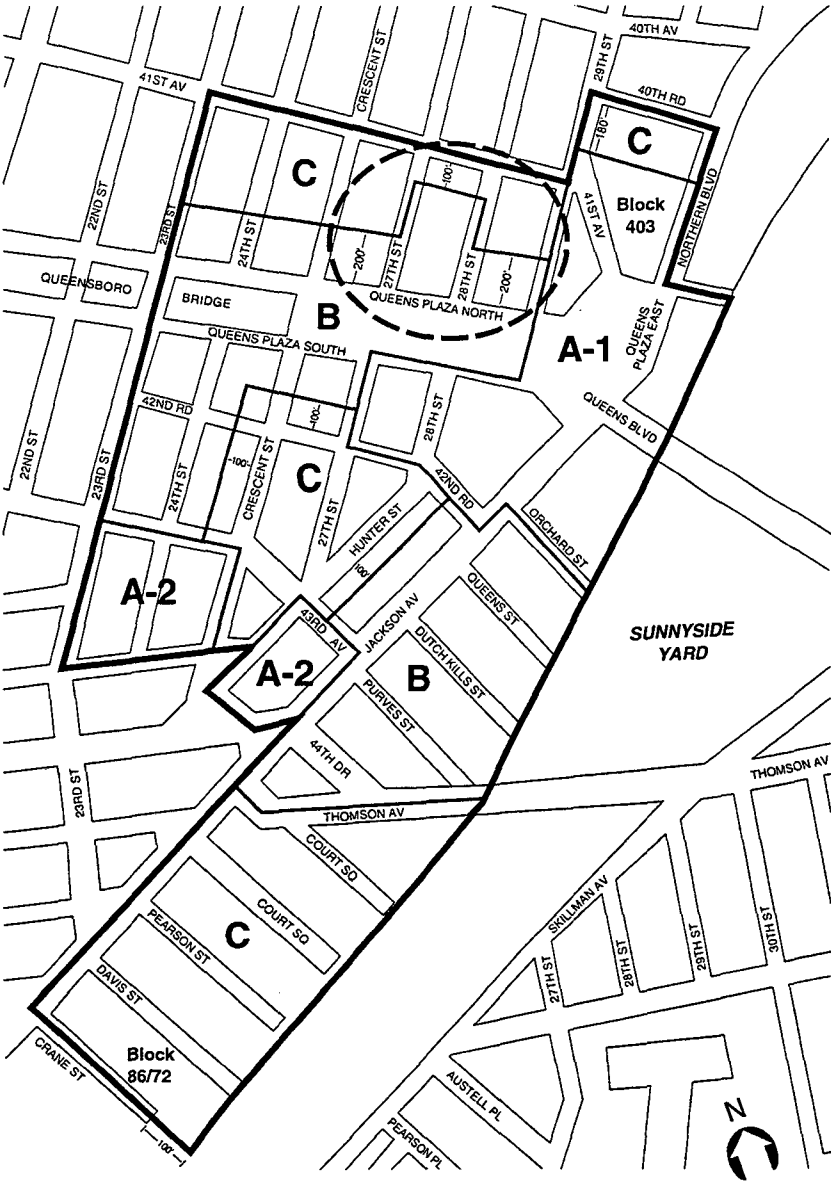 40TH AV
29TH ST
CRESCENT ST
41ST AV
40TH RD
180'
C
C
100'
22ND ST
23RD ST
24TH ST
200'
27TH ST
28TH ST
200'
41ST AV
Block
403
NORTHERN BLVD
QUEENSBORO
BRIDGE
QUEENS PLAZA NORTH
B
QUEENS PLAZA SOUTH
A-1
QUEENS
PLAZA EAST
QUEENS BLVD
42ND RD
100'
28TH ST
22ND ST
23RD ST
24TH ST
100'
CRESCENT ST
C
27TH ST
42ND RD
HUNTER ST
ORCHARD ST
100'
A-2
43RD AV
JACKSON AV
QUEENS ST
SUNNYSIDE
YARD
A-2
B
DUTCH KILLS ST
PURVES ST
44TH DR
23RD ST
THOMSON AV
THOMSON AV
COURT SQ
COURT SQ
C
PEARSON ST
SKILLMAN AV
27TH ST
28TH ST
29TH ST
30TH ST
DAVIS ST
Block
86/72
CRANE ST
100'
AUSTELL PL
PEARSON PL
N